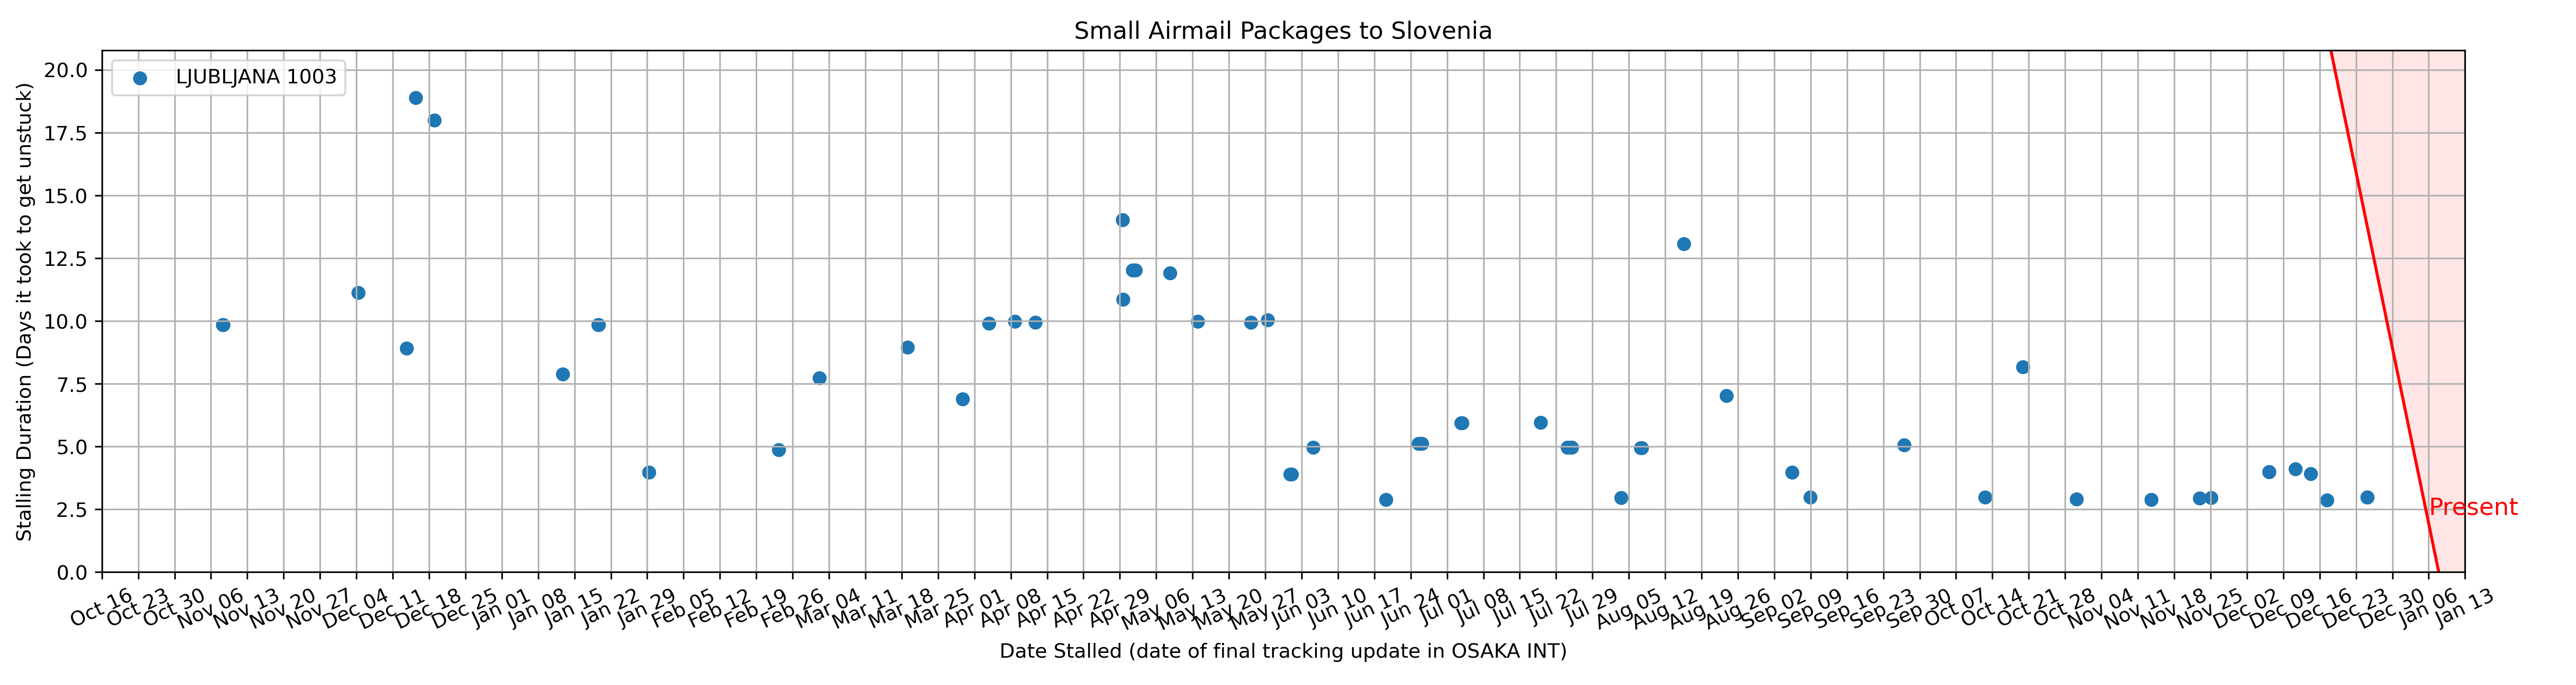 Small Airmail Packages to Slovenia
LJUBLJANA 1003
Stalling Duration (Days it took to get unstuck)
20.0
17.5
15.0
12.5
10.0
7.5
5.0
2.5
0.0
Present
Oct 16 Oct 23 Oct 30 Nov 06 Nov 13 Nov 20 Nov 27 Dec 04 Dec 11 Dec 18 Dec 25 Jan 01 Jan 08 Jan 15 Jan 22 Jan 29 Feb 05 Feb 12 Feb 19 Feb 26 Mar 04 Mar 11 Mar 18 Mar 25 Apr 01 Apr 08 Apr 15 Apr 22 Apr 29 May 06 May 13 May 20 May 27 Jun 03 Jun 10 Jun 17 Jun 24 Jul 01 Jul 08 Jul 15 Jul 22 Jul 29 Aug 05 Aug 12 Aug 19 Aug 26 Sep 02 Sep 09 Sep 16 Sep 23 Sep 30 Oct 07 Oct 14 Oct 21 Oct 28 Nov 04 Nov 11 Nov 18 Nov 25 Dec 02 Dec 09 Dec 16 Dec 23 Dec 30 Jan 06 Jan 13
Date Stalled (date of final tracking update in OSAKA INT)